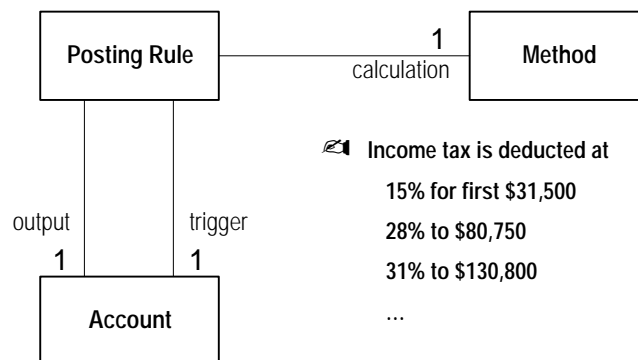 Posting Rule
1
calculation
Method
Income tax is deducted at
15% for first $31,500
28% to $80,750
31% to $130,800
...
output
trigger
1
1
Account